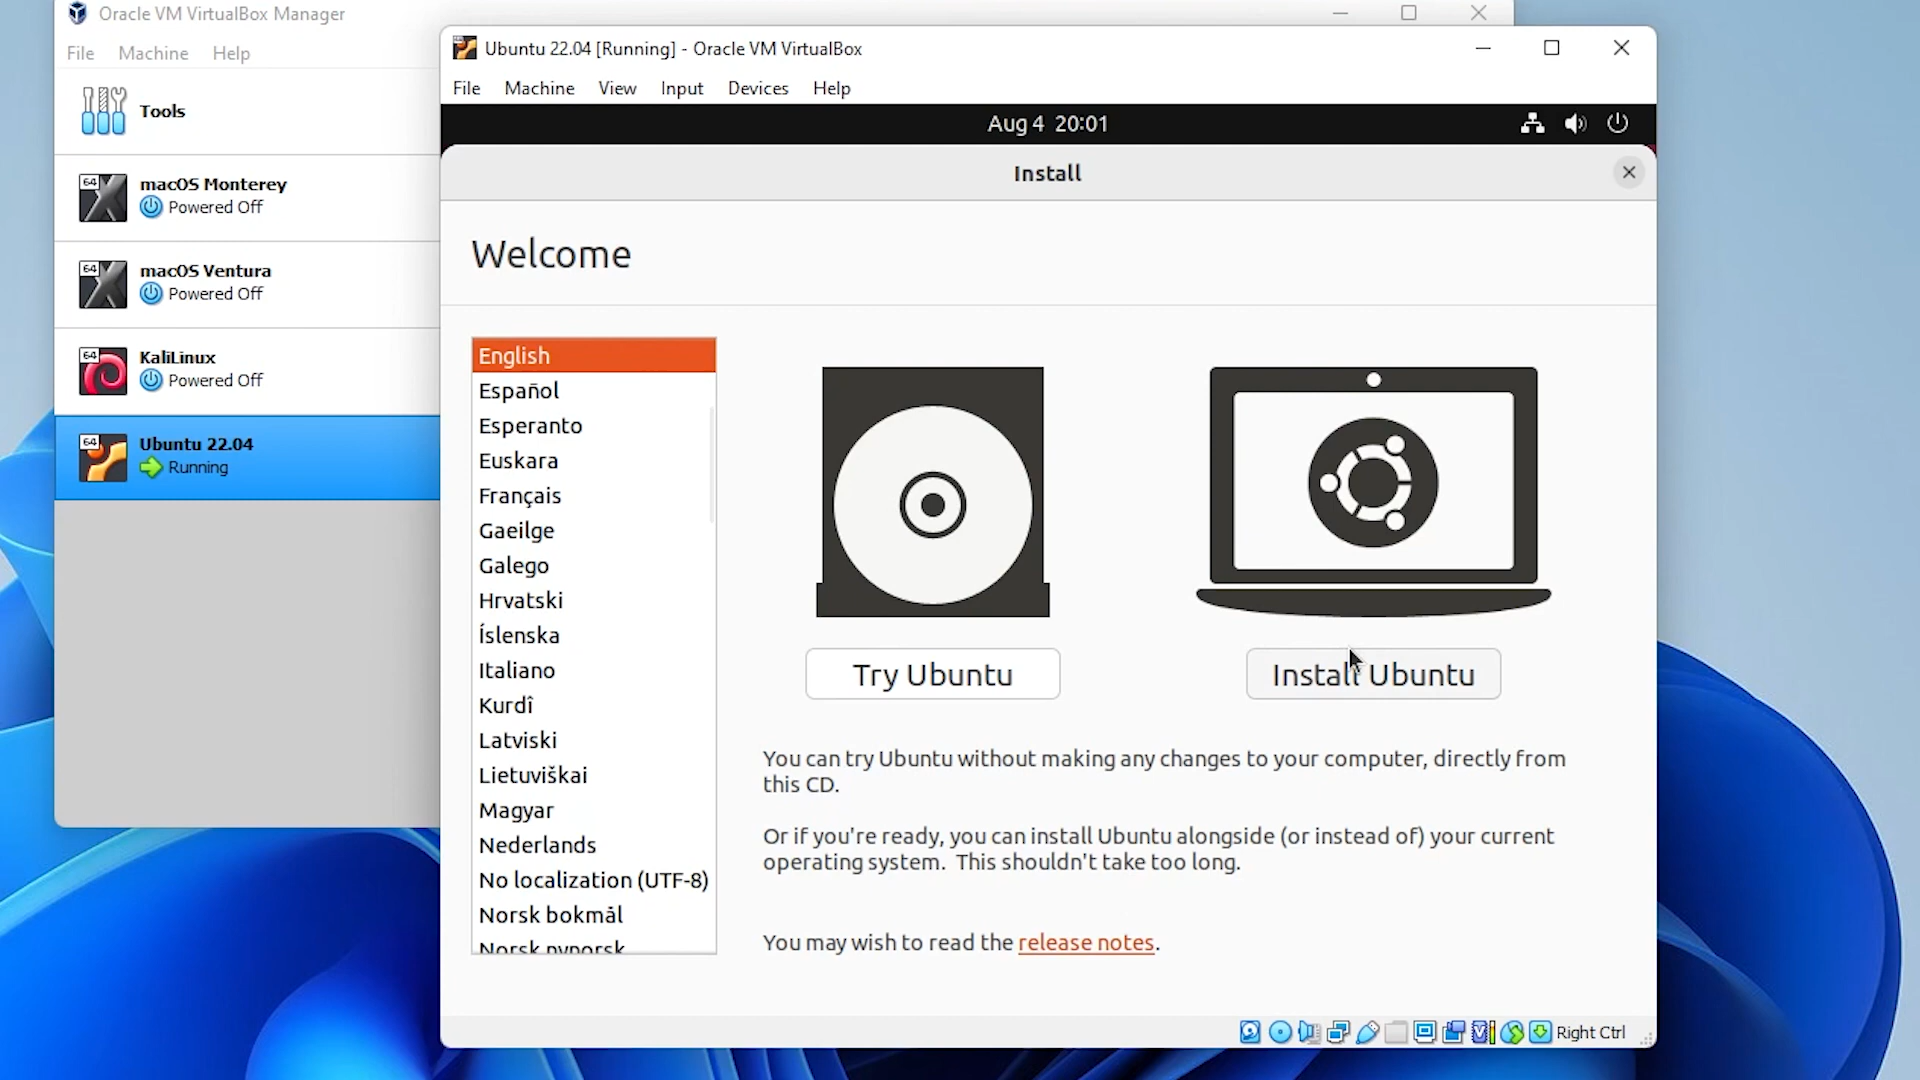 Oracle VM VirtualBox Manager
File Machine Help
Tools
64 macOS Monterey
Powered Off
64 macOS Ventura
Powered Off
64 KaliLinux
Powered Off
64 Ubuntu 22.04
Running
Ubuntu 22.04 [Running] - Oracle VM VirtualBox
File Machine View Input Devices Help
Aug 4 20:01
Install
Welcome
English
Español
Esperanto
Euskara
Français
Gaeilge
Galego
Hrvatski
Íslenska
Italiano
Kurdî
Latviski
Lietuviškai
Magyar
Nederlands
No localization (UTF-8)
Norsk bokmål
Norsk nynorsk
Try Ubuntu
Install Ubuntu
You can try Ubuntu without making any changes to your computer, directly from
this CD.
Or if you're ready, you can install Ubuntu alongside (or instead of) your current
operating system. This shouldn't take too long.
You may wish to read the release notes.
Right Ctrl